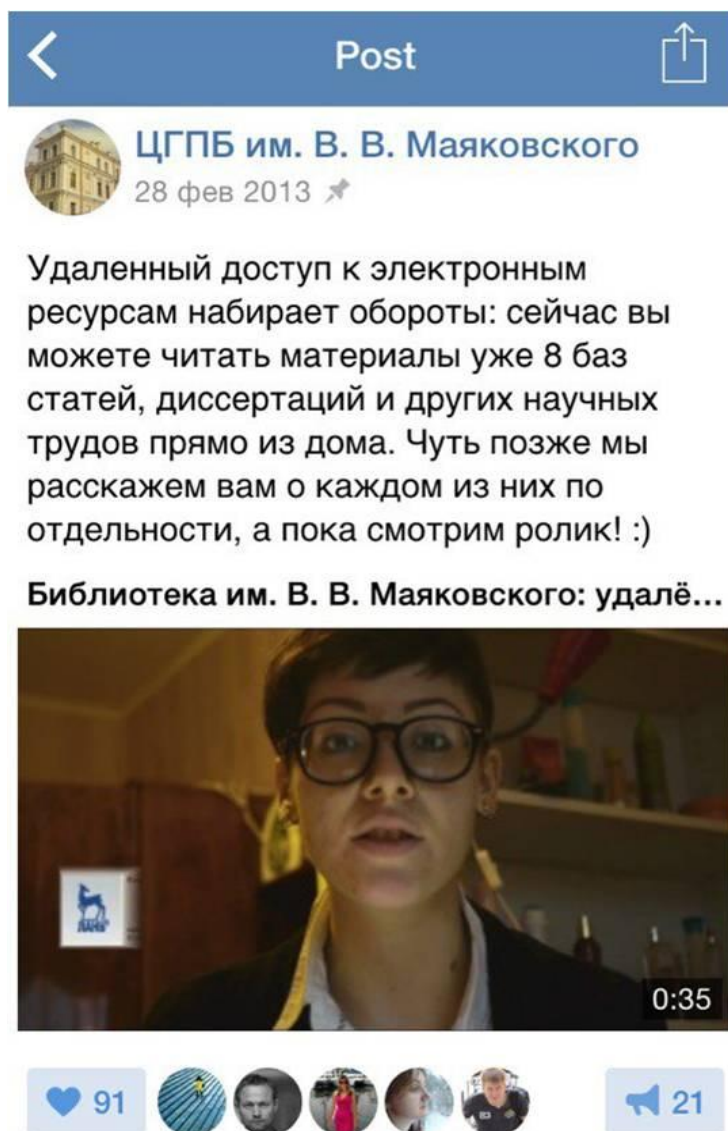 Post
ЦГПБ им. В. В. Маяковского
28 фев 2013
Удаленный доступ к электронным
ресурсам набирает обороты: сейчас вы
можете читать материалы уже 8 баз
статей, диссертаций и других научных
трудов прямо из дома. Чуть позже мы
расскажем вам о каждом из них по
отдельности, а пока смотрим ролик! :)
Библиотека им. В. В. Маяковского: удалё...
ЛАНЬ
0:35
91
21